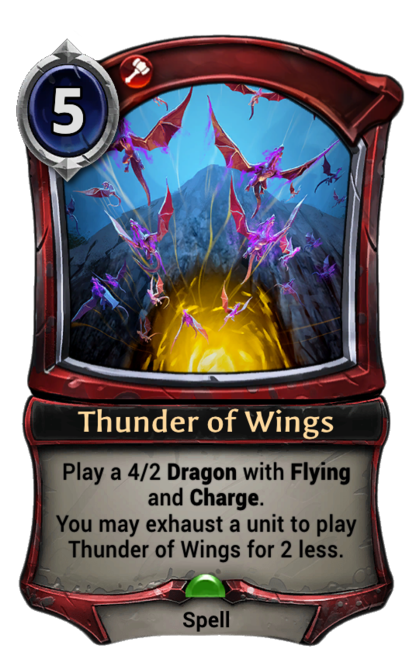 5
Thunder of Wings
Play a 4/2 Dragon with Flying
and Charge.
You may exhaust a unit to play
Thunder of Wings for 2 less.
Spell